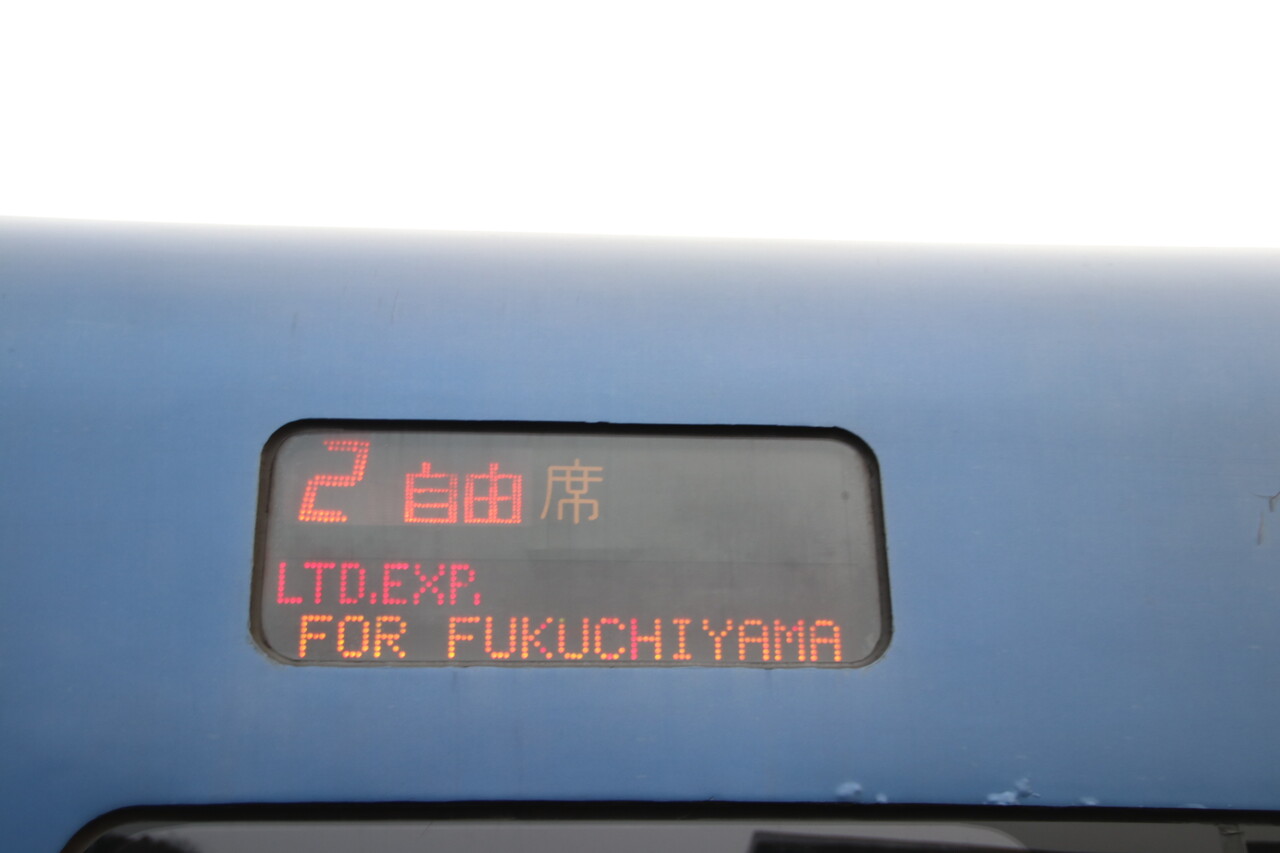 2 自由席
LTD.EXP.
FOR FUKUCHIYAMA